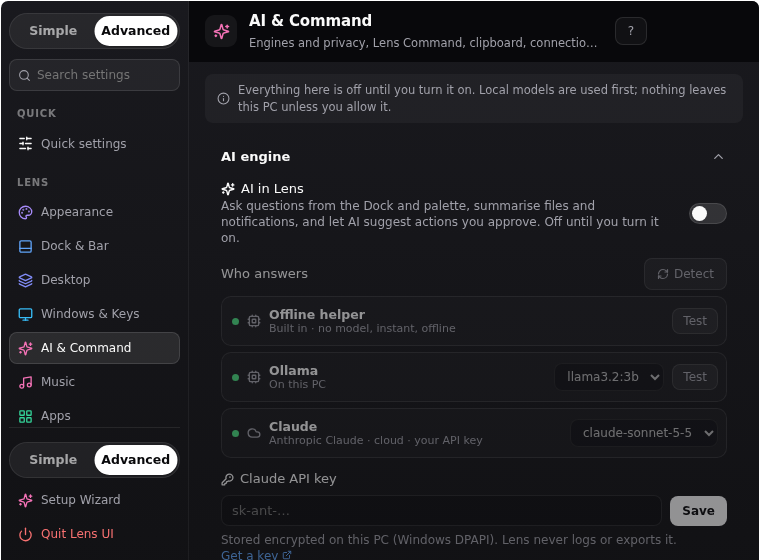 Simple Advanced
Search settings
QUICK
Quick settings
LENS
Appearance
Dock & Bar
Desktop
Windows & Keys
AI & Command
Music
Apps
Simple Advanced
Setup Wizard
Quit Lens UI
AI & Command
Engines and privacy, Lens Command, clipboard, connectio...
?
Everything here is off until you turn it on. Local models are used first; nothing leaves
this PC unless you allow it.
AI engine
AI in Lens
Ask questions from the Dock and palette, summarise files and
notifications, and let AI suggest actions you approve. Off until you turn it
on.
Who answers
Detect
Offline helper
Built in · no model, instant, offline
Test
Ollama
On this PC
llama3.2:3b
Test
Claude
Anthropic Claude · cloud · your API key
claude-sonnet-5-5
Claude API key
sk-ant-...
Save
Stored encrypted on this PC (Windows DPAPI). Lens never logs or exports it.
Get a key